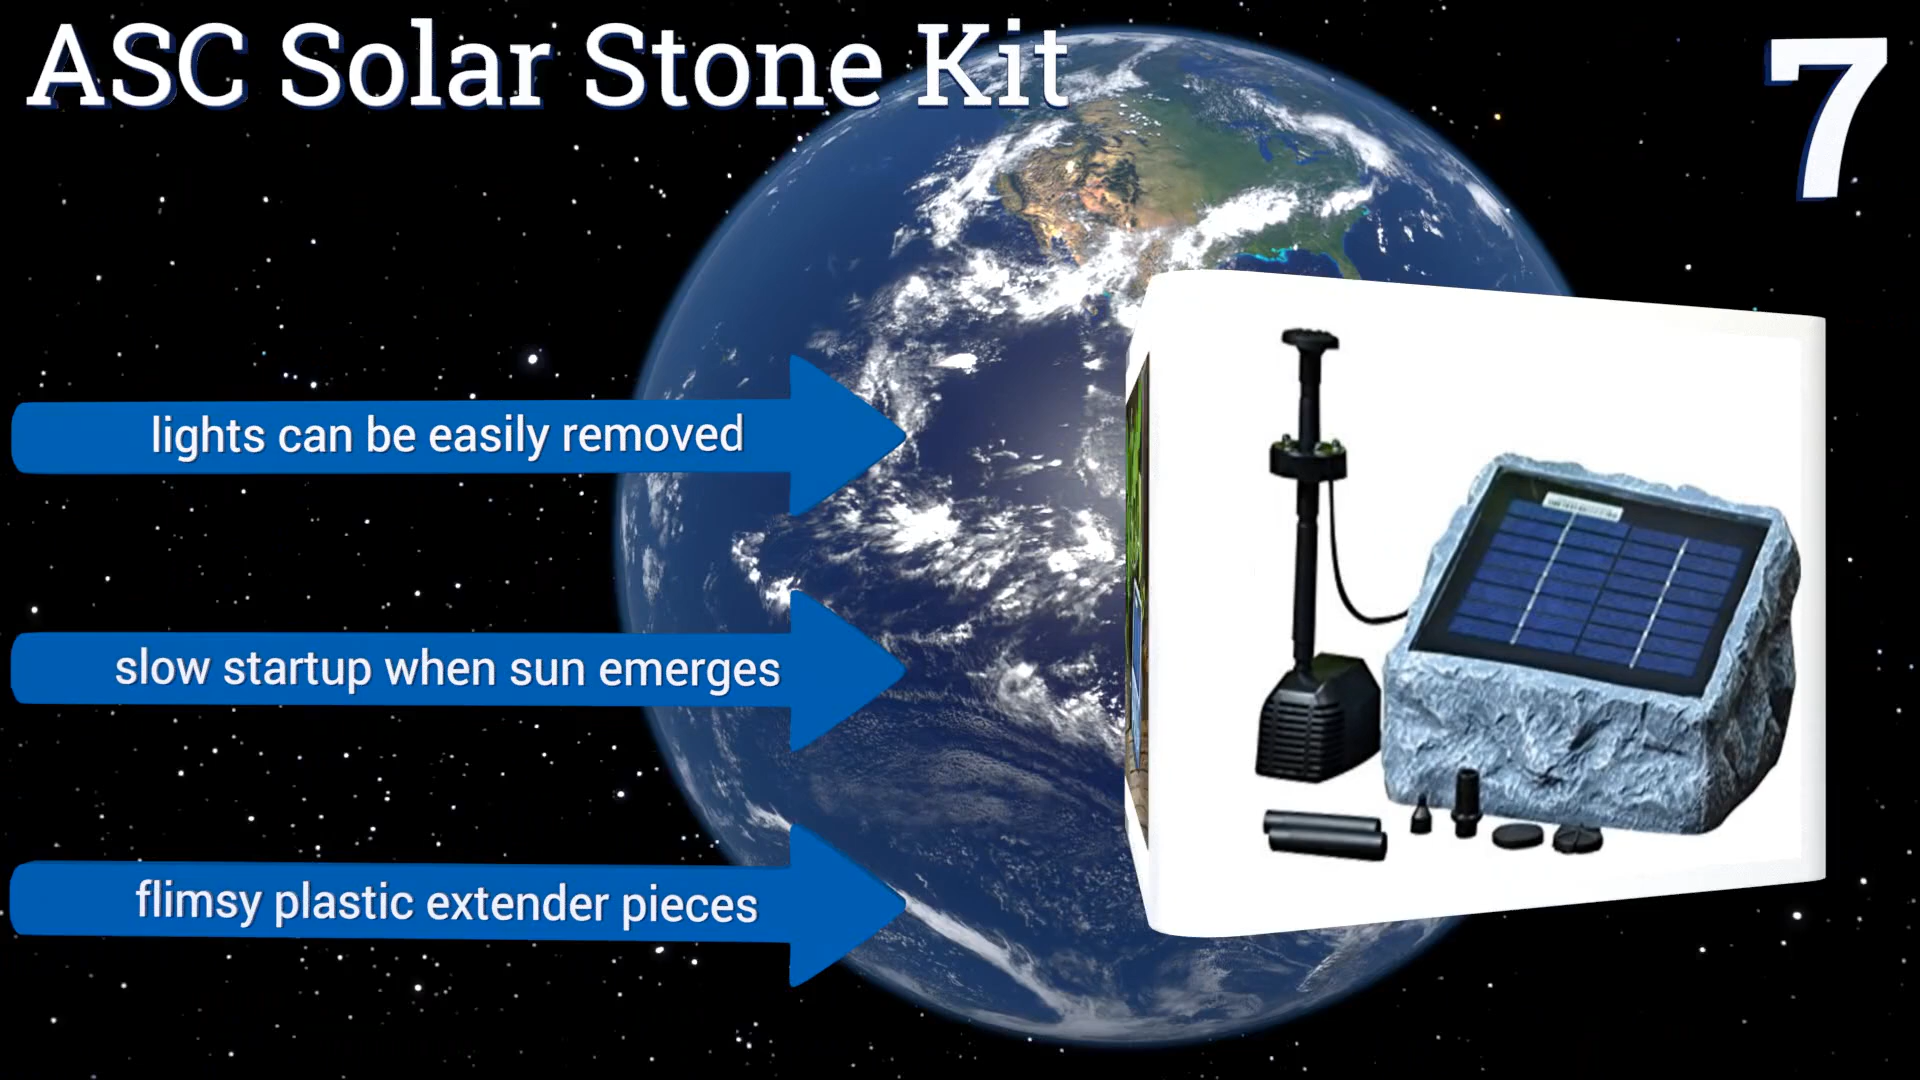 ASC Solar Stone Kit
7
lights can be easily removed
slow startup when sun emerges
flimsy plastic extender pieces